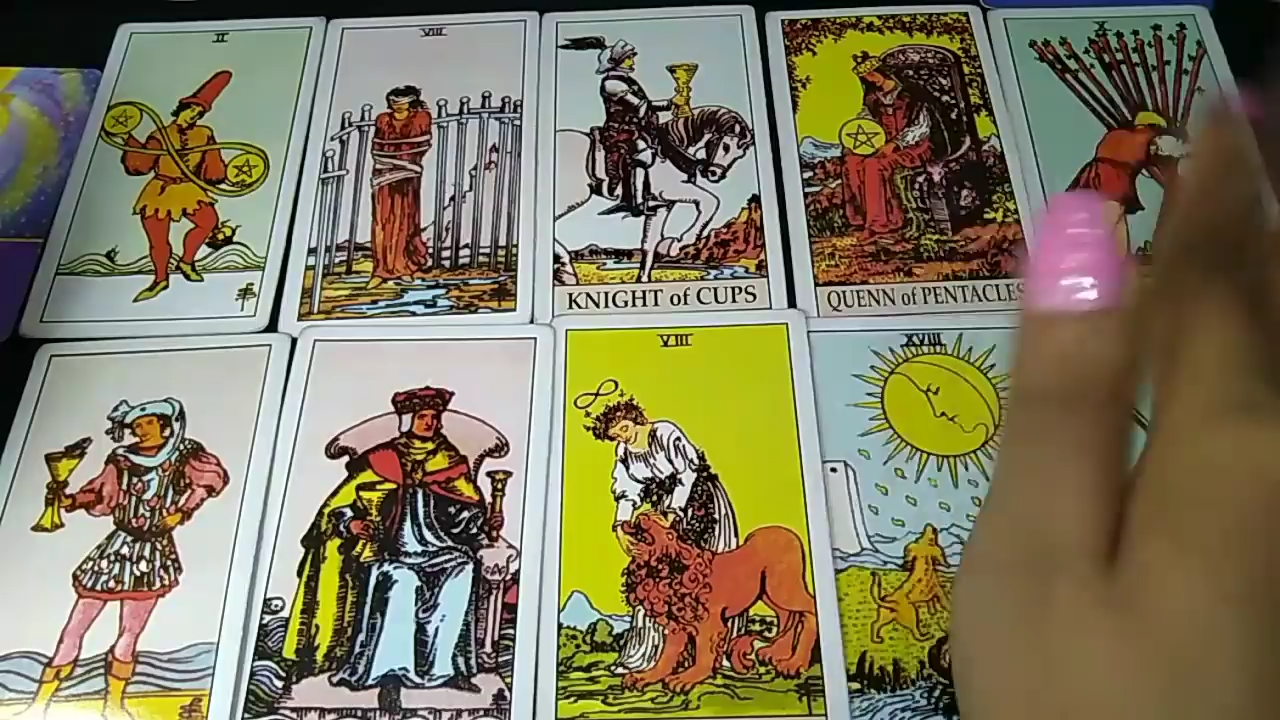 II
VIII
KNIGHT of CUPS
QUENN of PENTACLES
X
VIII
XVIII